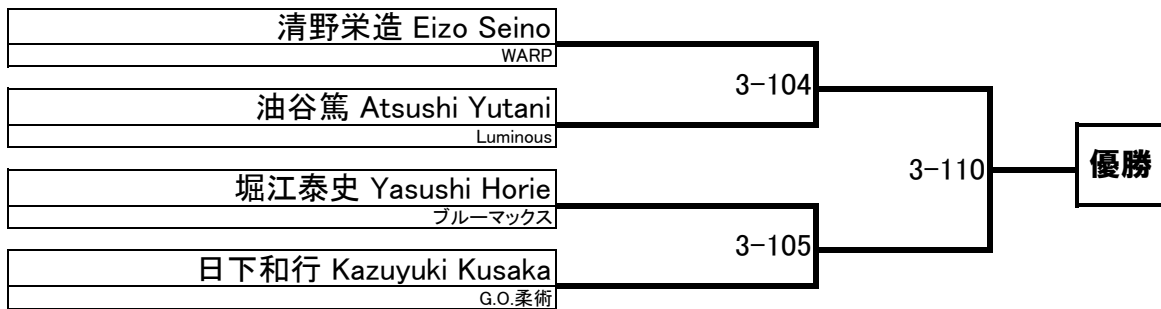 清野栄造 Eizo Seino
WARP
3-104
油谷篤 Atsushi Yutani
Luminous
3-110
優勝
堀江泰史 Yasushi Horie
ブルーマックス
3-105
日下和行 Kazuyuki Kusaka
G.O.柔術